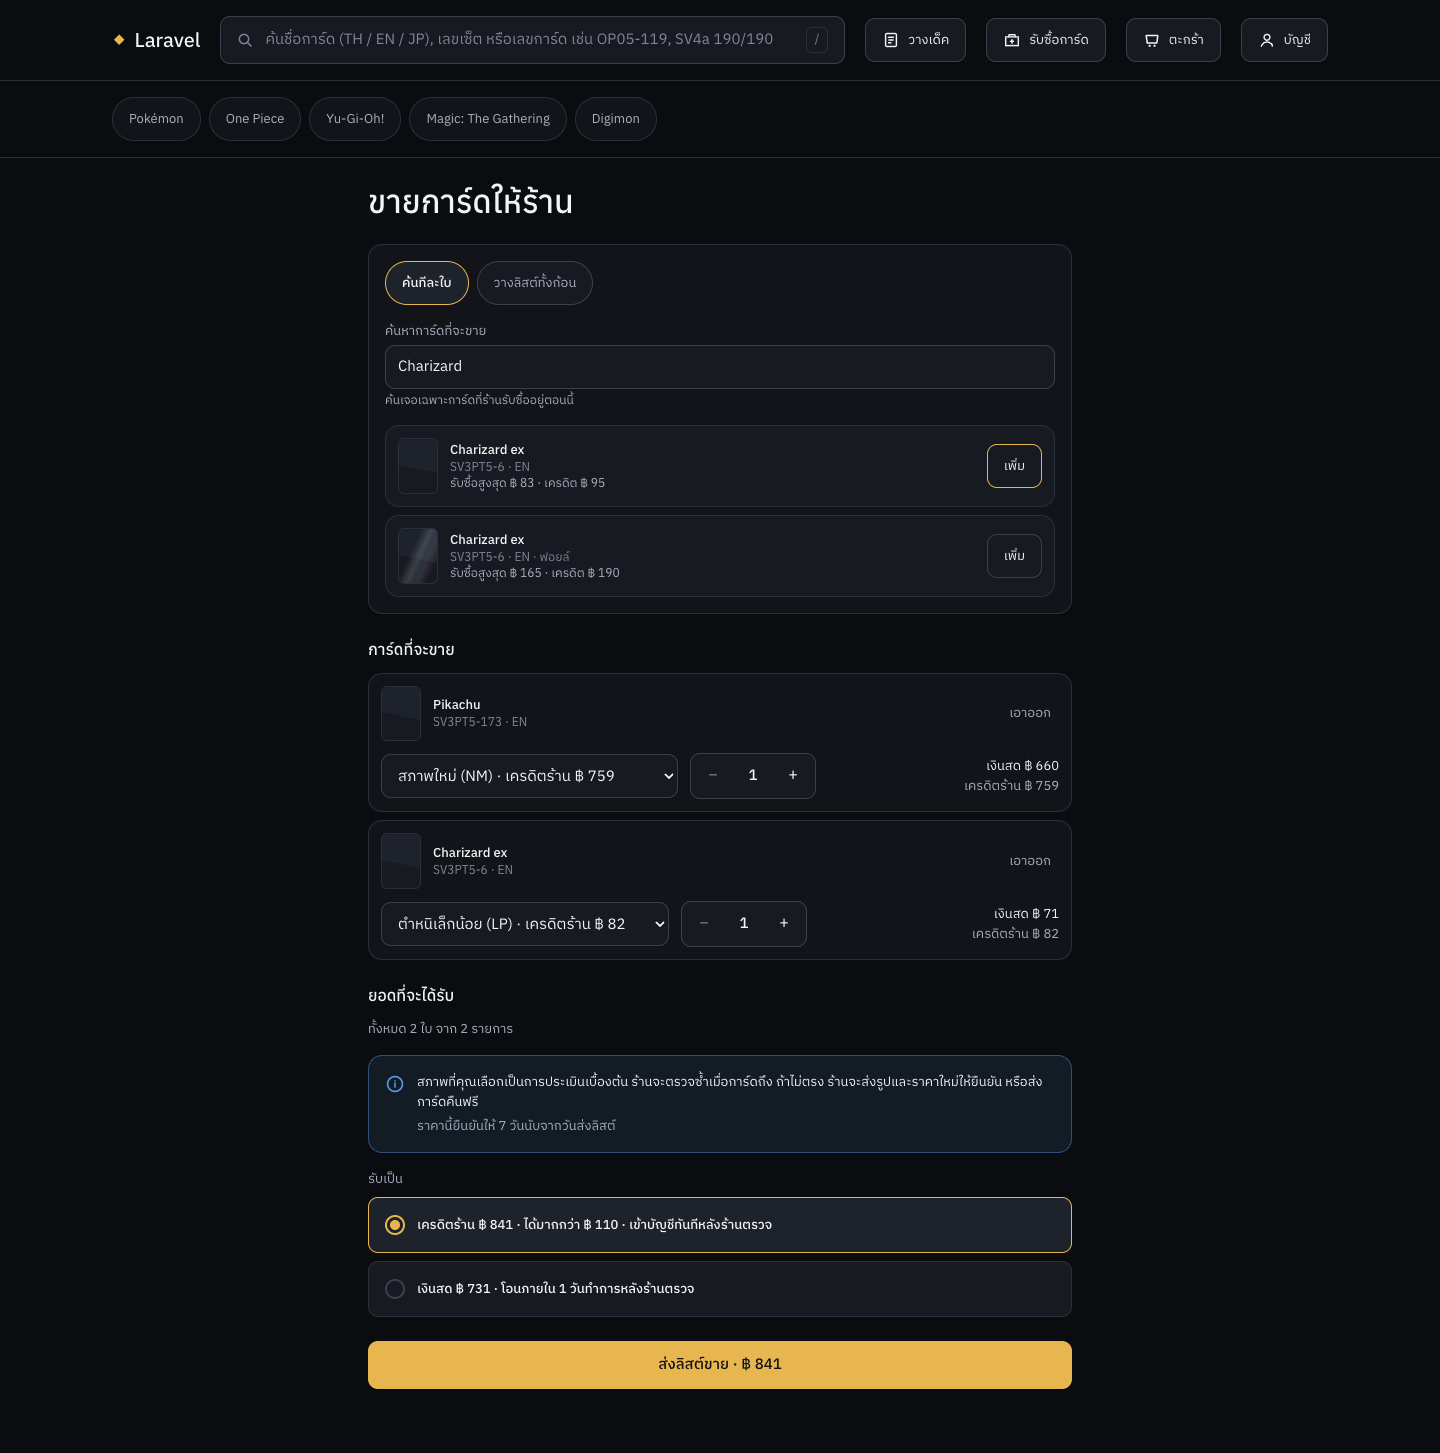 Laravel
ค้นชื่อการ์ด (TH / EN / JP), เลขเซ็ต หรือเลขการ์ด เช่น OP05-119, SV4a 190/190
/
วางเด็ค
รับซื้อการ์ด
ตะกร้า
บัญชี
Pokémon
One Piece
Yu-Gi-Oh!
Magic: The Gathering
Digimon
ขายการ์ดให้ร้าน
ค้นทีละใบ
วางลิสต์ทั้งก้อน
ค้นหาการ์ดที่จะขาย
Charizard
ค้นเจอเฉพาะการ์ดที่ร้านรับซื้ออยู่ตอนนี้
Charizard ex
SV3PT5-6 · EN
รับซื้อสูงสุด ฿ 83 · เครดิต ฿ 95
เพิ่ม
Charizard ex
SV3PT5-6 · EN · ฟอยล์
รับซื้อสูงสุด ฿ 165 · เครดิต ฿ 190
เพิ่ม
การ์ดที่จะขาย
Pikachu
SV3PT5-173 · EN
เอาออก
สภาพใหม่ (NM) · เครดิตร้าน ฿ 759
− 1 +
เงินสด ฿ 660
เครดิตร้าน ฿ 759
Charizard ex
SV3PT5-6 · EN
เอาออก
ตำหนิเล็กน้อย (LP) · เครดิตร้าน ฿ 82
− 1 +
เงินสด ฿ 71
เครดิตร้าน ฿ 82
ยอดที่จะได้รับ
ทั้งหมด 2 ใบ จาก 2 รายการ
สภาพที่คุณเลือกเป็นการประเมินเบื้องต้น ร้านจะตรวจซ้ำเมื่อการ์ดถึง ถ้าไม่ตรง ร้านจะส่งรูปและราคาใหม่ให้ยืนยัน หรือส่ง
การ์ดคืนฟรี
ราคานี้ยืนยันให้ 7 วันนับจากวันส่งลิสต์
รับเป็น
เครดิตร้าน ฿ 841 · ได้มากกว่า ฿ 110 · เข้าบัญชีทันทีหลังร้านตรวจ
เงินสด ฿ 731 · โอนภายใน 1 วันทำการหลังร้านตรวจ
ส่งลิสต์ขาย · ฿ 841